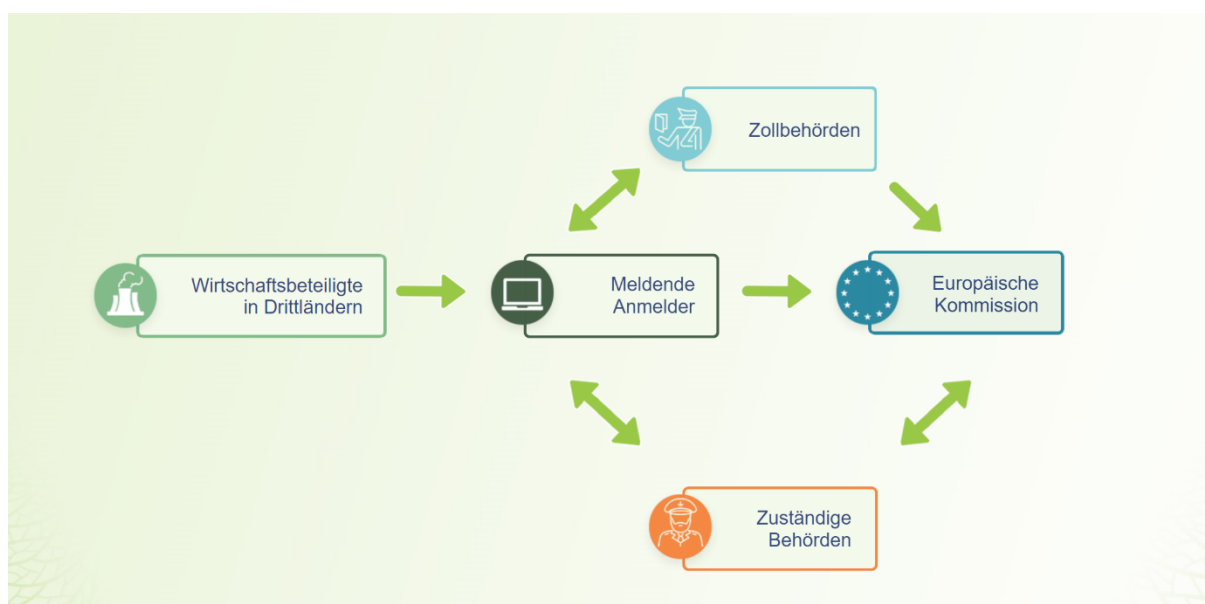 Zollbehörden
Wirtschaftsbeteiligte
in Drittländern
Meldende
Anmelder
Europäische
Kommission
Zuständige
Behörden